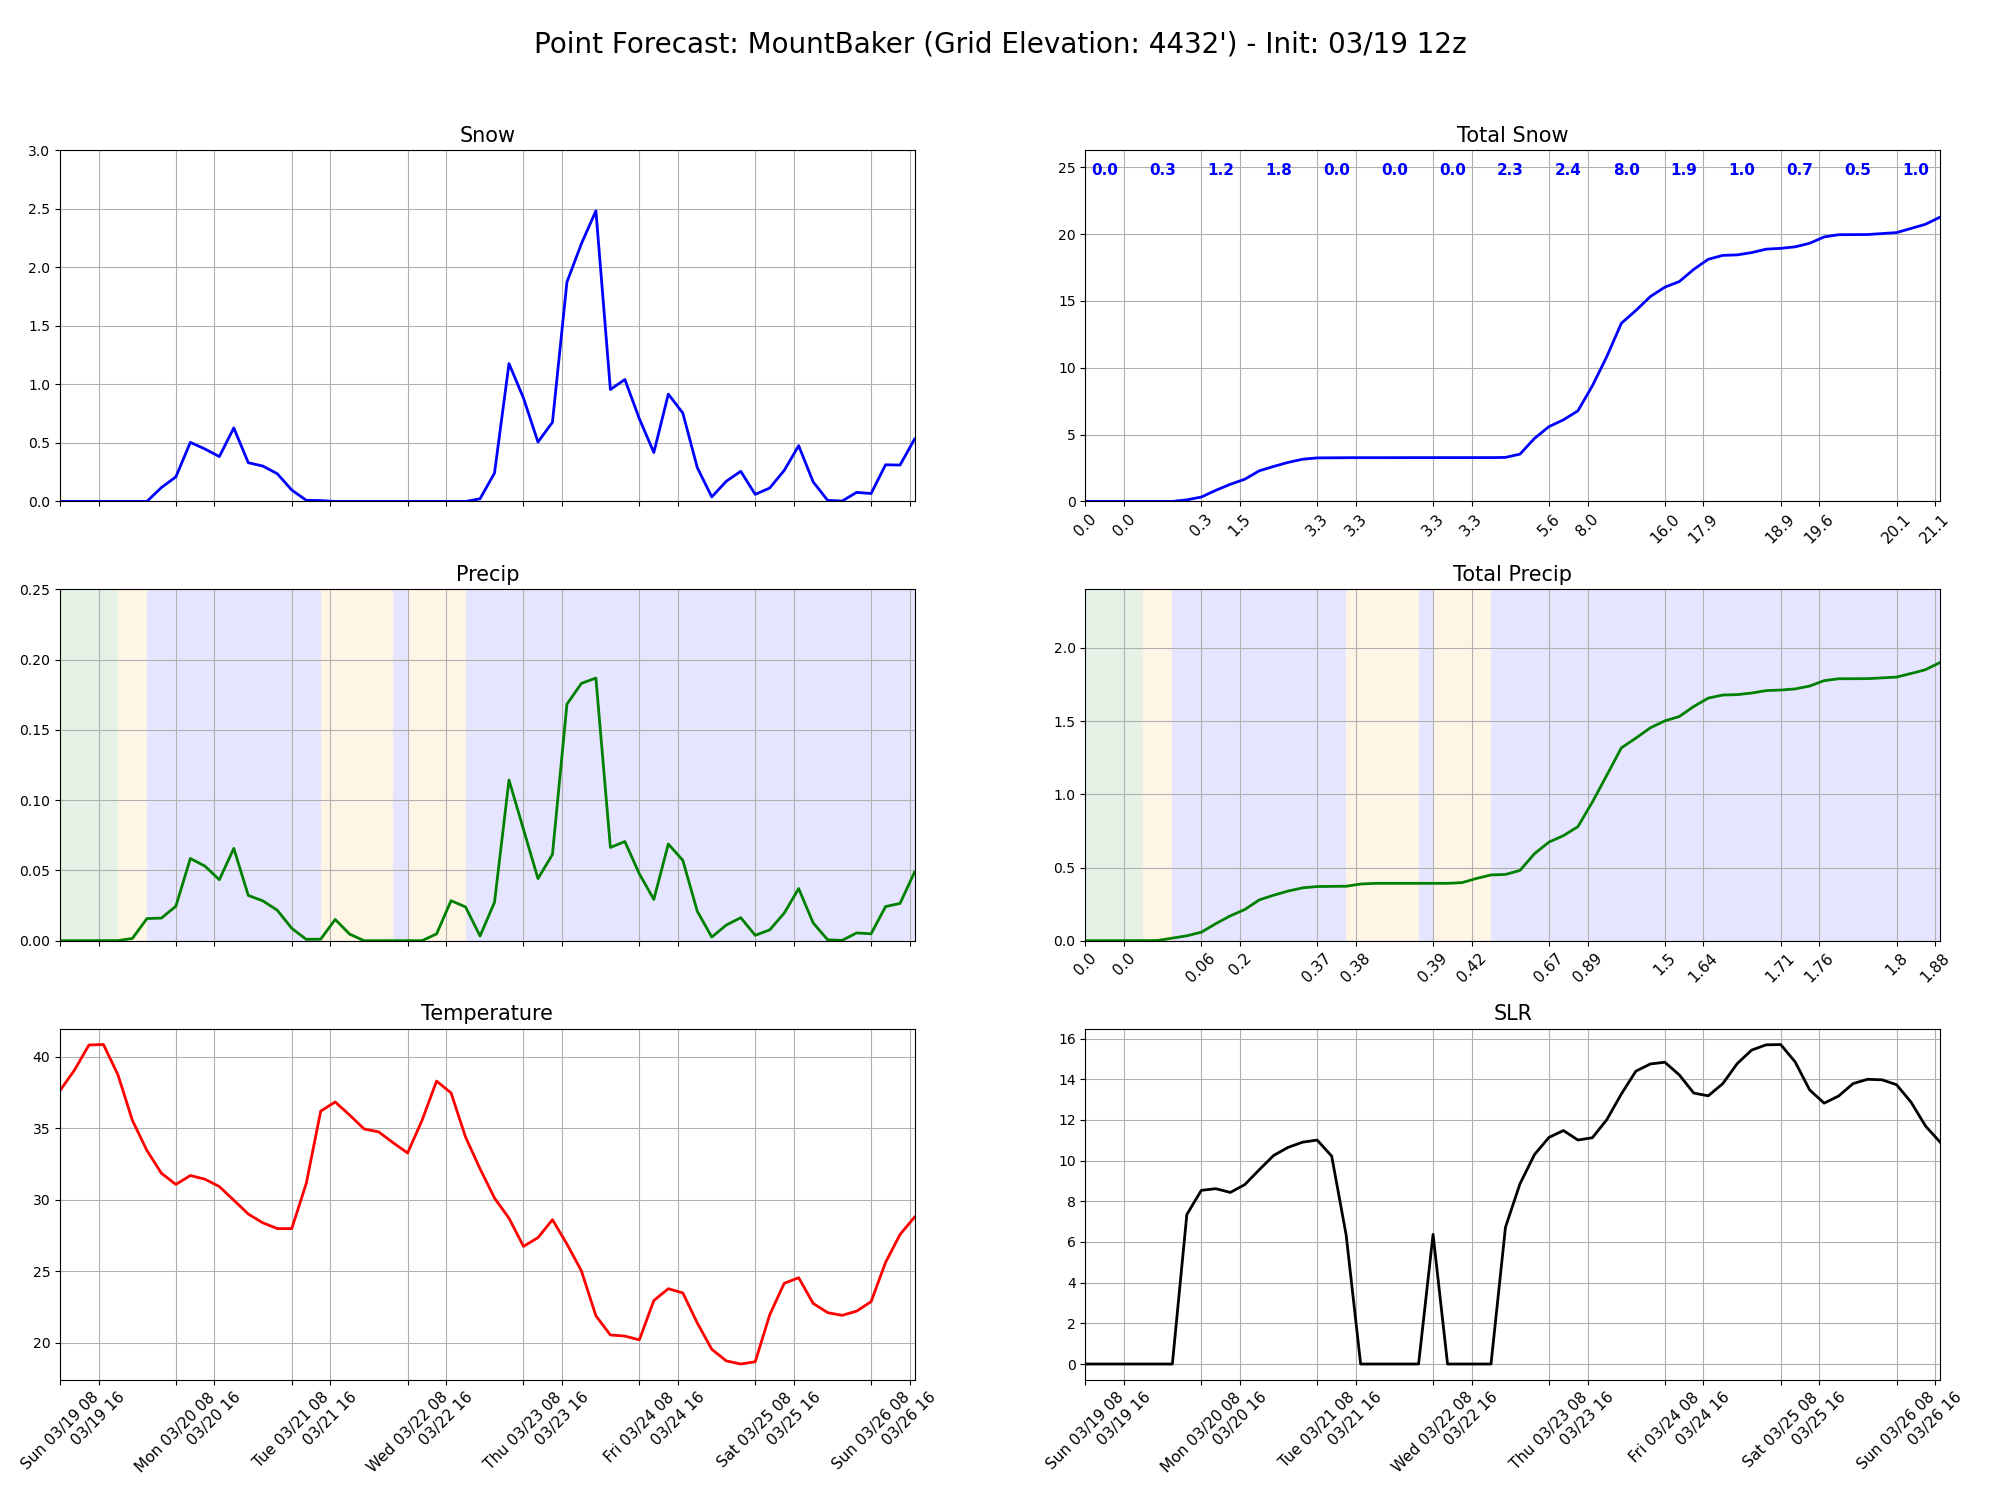 Point Forecast: MountBaker (Grid Elevation: 4432') - Init: 03/19 12z
Snow
3.0
2.5
2.0
1.5
1.0
0.5
0.0
Total Snow
0.0 0.3 1.2 1.8 0.0 0.0 0.0 2.3 2.4 8.0 1.9 1.0 0.7 0.5 1.0
25
20
15
10
5
0
0.0 0.0 0.3 1.5 3.3 3.3 3.3 3.3 5.6 8.0 16.0 17.9 18.9 19.6 20.1 21.1
Precip
0.25
0.20
0.15
0.10
0.05
0.00
Total Precip
2.0
1.5
1.0
0.5
0.0
0.0 0.0 0.06 0.2 0.37 0.38 0.39 0.42 0.67 0.89 1.5 1.64 1.71 1.76 1.8 1.88
Temperature
40
35
30
25
20
Sun 03/19 08
03/19 16
Mon 03/20 08
03/20 16
Tue 03/21 08
03/21 16
Wed 03/22 08
03/22 16
Thu 03/23 08
03/23 16
Fri 03/24 08
03/24 16
Sat 03/25 08
03/25 16
Sun 03/26 08
03/26 16
SLR
16
14
12
10
8
6
4
2
0
Sun 03/19 08
03/19 16
Mon 03/20 08
03/20 16
Tue 03/21 08
03/21 16
Wed 03/22 08
03/22 16
Thu 03/23 08
03/23 16
Fri 03/24 08
03/24 16
Sat 03/25 08
03/25 16
Sun 03/26 08
03/26 16